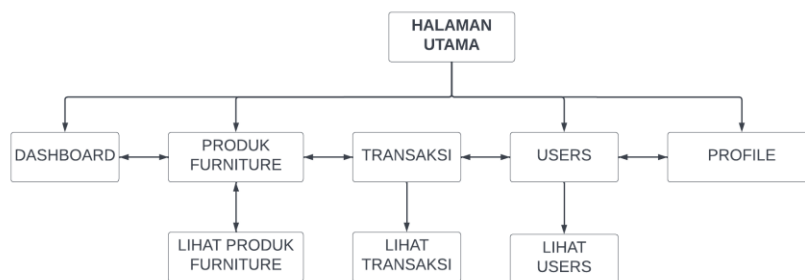 HALAMAN
UTAMA
DASHBOARD
PRODUK
FURNITURE
TRANSAKSI
USERS
PROFILE
LIHAT PRODUK
FURNITURE
LIHAT
TRANSAKSI
LIHAT
USERS